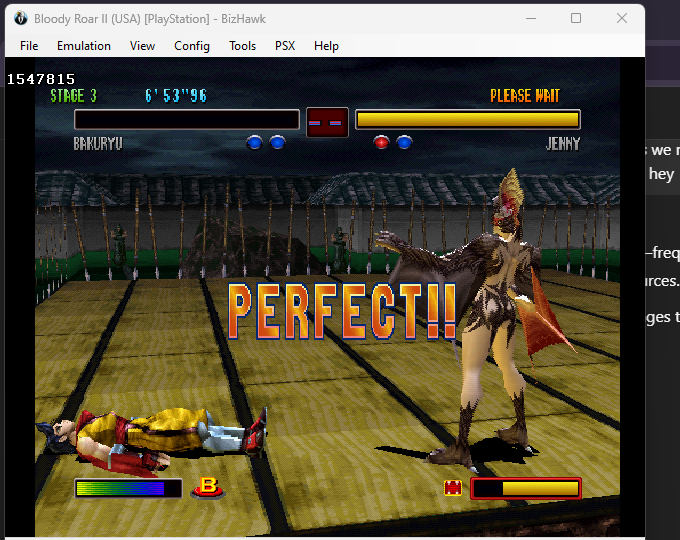 Bloody Roar II (USA) [PlayStation] - BizHawk
File Emulation View Config Tools PSX Help
1547815
STAGE 3 6'53"96 PLEASE WAIT
BAKURYU JENNY
PERFECT!!
B
s we r
hey
–freq
urces.
ges t